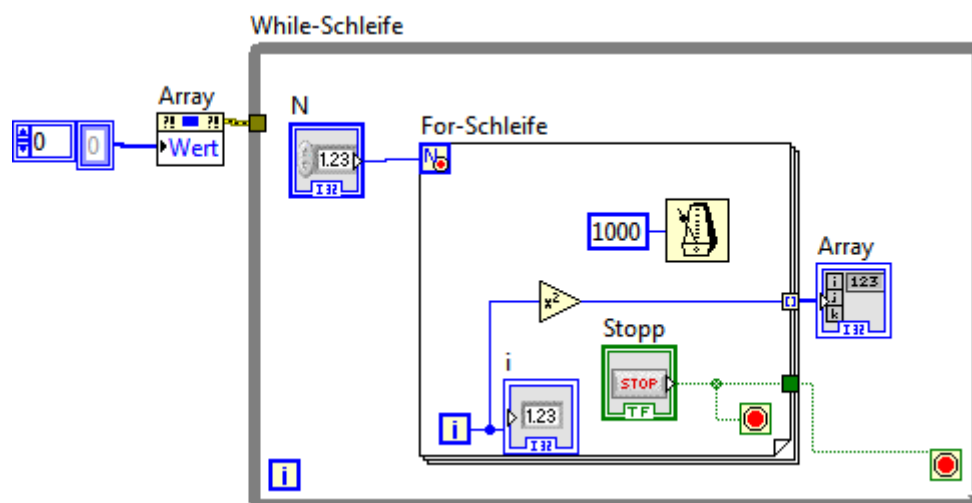 While-Schleife
Array
N
0
0
?! ?!
Wert
1.23
I32
For-Schleife
N
1000
Array
i
j
k
123
I32
x²
Stopp
STOP
TF
i
1.23
I32
i
i